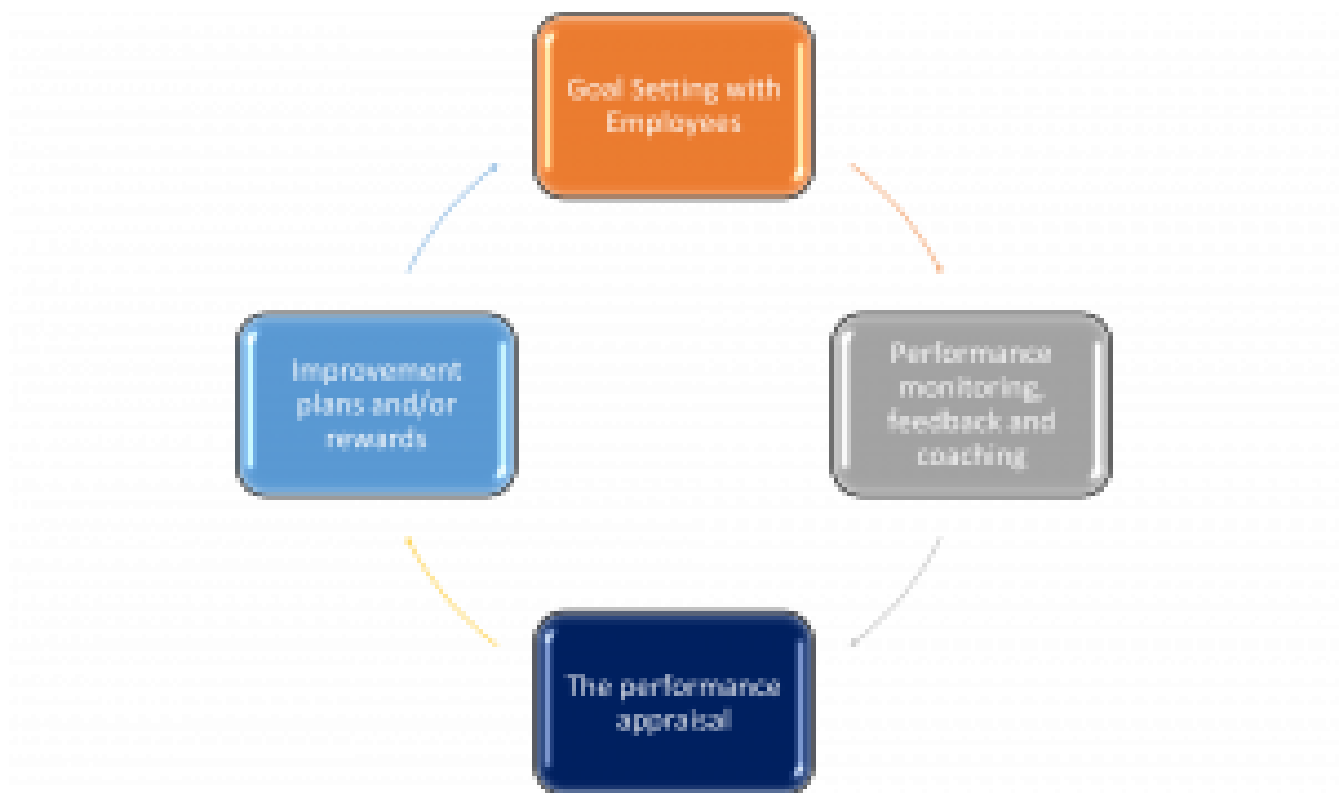 Goal Setting with
Employees
Performance
monitoring,
feedback and
coaching
The performance
appraisal
Improvement
plans and/or
rewards